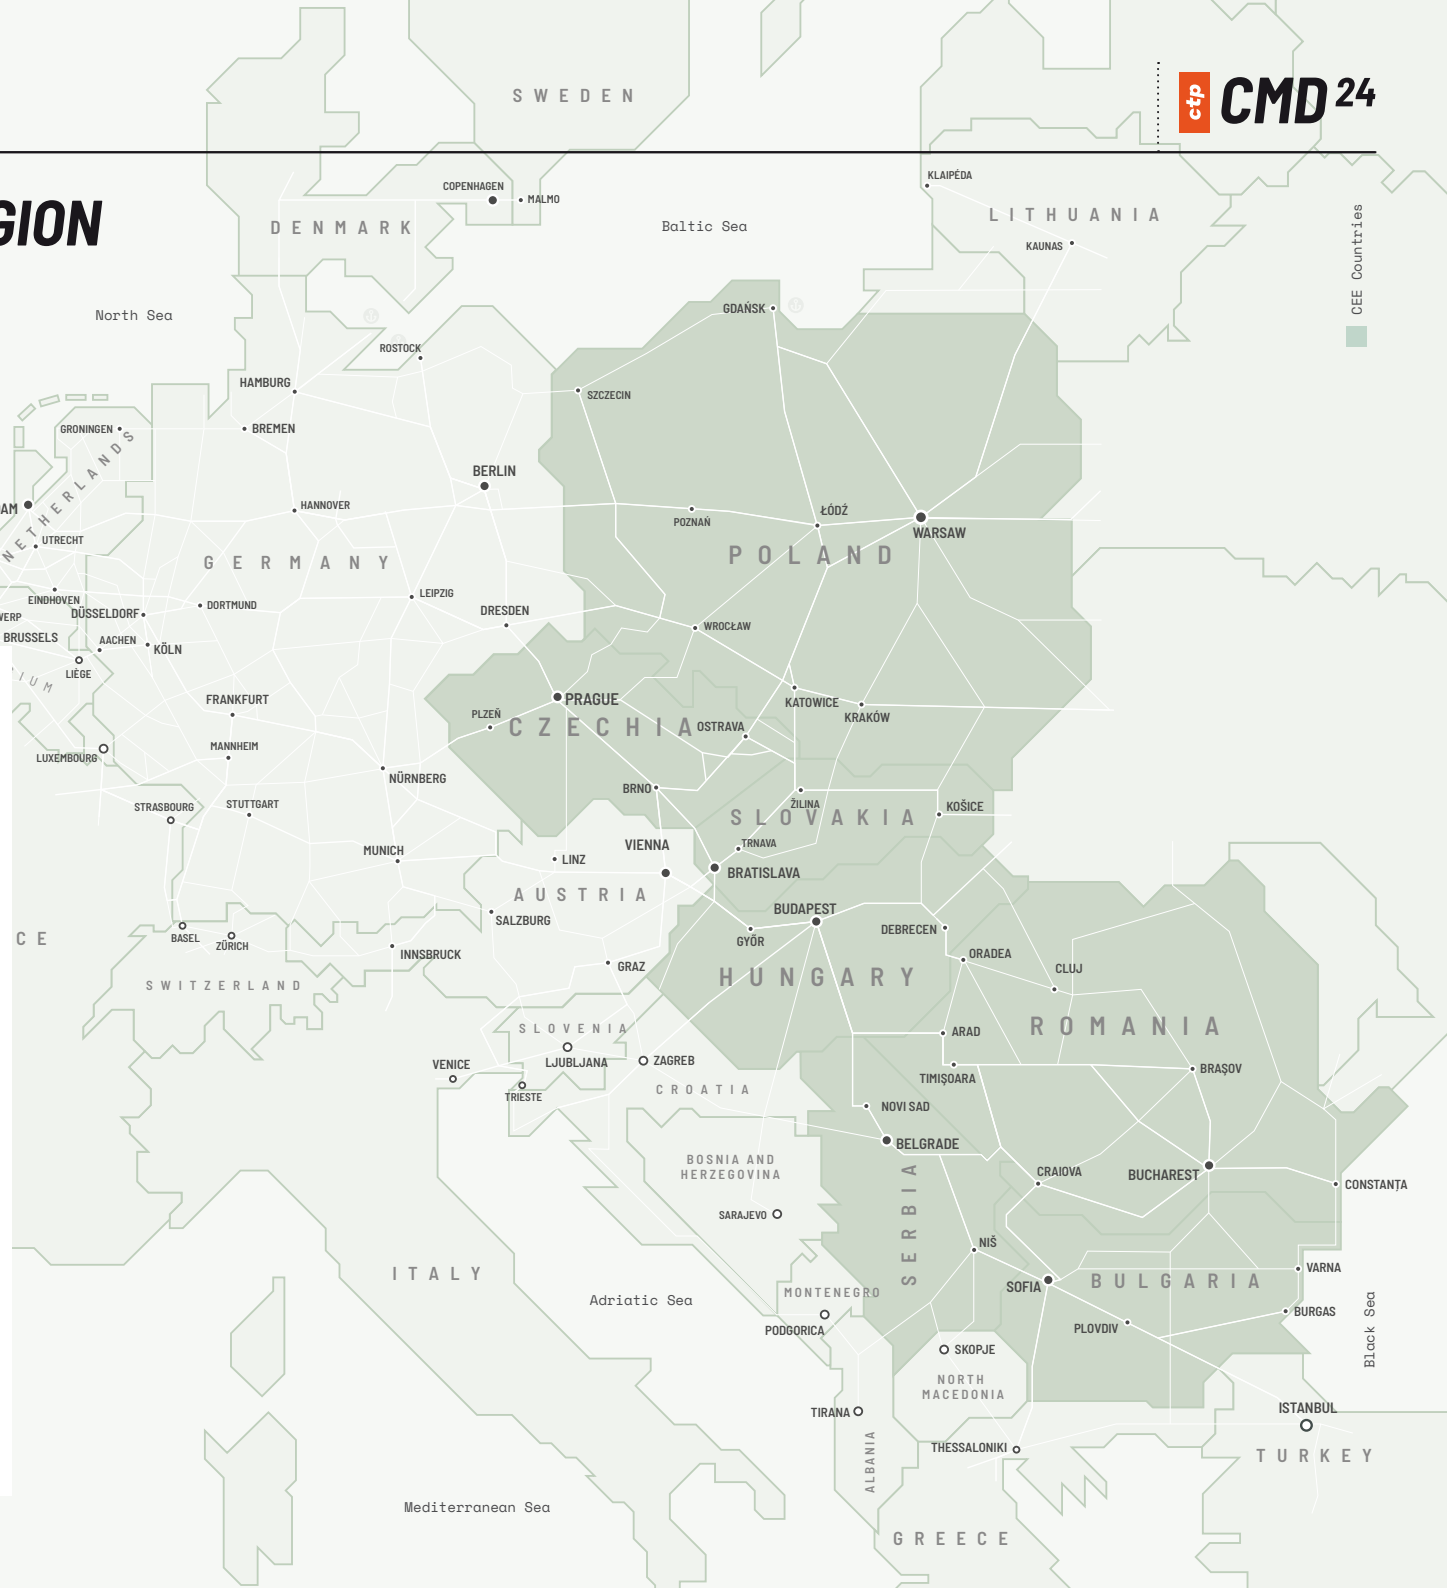 SWEDEN
ctp
CMD 24
KLAIPĖDA
COPENHAGEN
MALMO
LITHUANIA
GION
DENMARK
Baltic Sea
KAUNAS
CEE Countries
North Sea
GDAŃSK
ROSTOCK
HAMBURG
SZCZECIN
GRONINGEN
BREMEN
NETHERLANDS
BERLIN
HANNOVER
AM
ŁÓDŹ
POZNAŃ
WARSAW
UTRECHT
POLAND
GERMANY
EINDHOVEN
LEIPZIG
DORTMUND
DÜSSELDORF
DRESDEN
WERP
WROCŁAW
BRUSSELS
AACHEN
KÖLN
LIÈGE
IUM
FRANKFURT
PRAGUE
KATOWICE
PLZEŇ
CZECHIA
OSTRAVA
KRAKÓW
MANNHEIM
LUXEMBOURG
NÜRNBERG
BRNO
STRASBOURG
STUTTGART
ŽILINA
KOŠICE
SLOVAKIA
VIENNA
TRNAVA
MUNICH
LINZ
BRATISLAVA
AUSTRIA
BUDAPEST
SALZBURG
DEBRECEN
CE
BASEL
ZÜRICH
GYŐR
INNSBRUCK
ORADEA
GRAZ
CLUJ
HUNGARY
SWITZERLAND
SLOVENIA
ARAD
ROMANIA
VENICE
LJUBLJANA
ZAGREB
BRAŞOV
TIMIŞOARA
TRIESTE
CROATIA
NOVI SAD
BELGRADE
BOSNIA AND
HERZEGOVINA
CRAIOVA
BUCHAREST
CONSTANȚA
SARAJEVO
SERBIA
NIŠ
VARNA
ITALY
SOFIA
BULGARIA
MONTENEGRO
Adriatic Sea
BURGAS
Black Sea
PODGORICA
PLOVDIV
SKOPJE
NORTH
MACEDONIA
TIRANA
ISTANBUL
THESSALONIKI
ALBANIA
TURKEY
Mediterranean Sea
GREECE